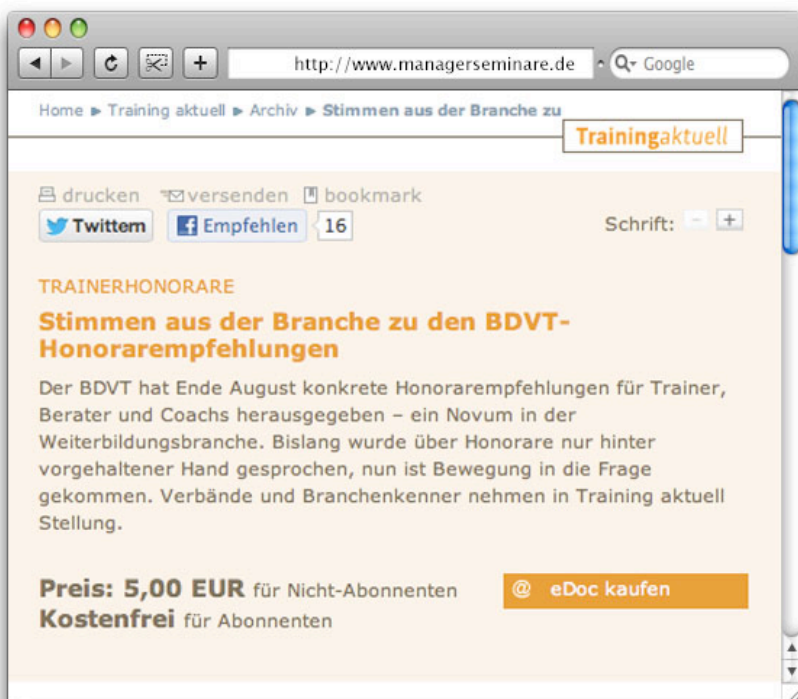 http://www.managerseminare.de
Google
Home ► Training aktuell ► Archiv ► Stimmen aus der Branche zu
Trainingaktuell
drucken versenden bookmark
Twittern Empfehlen 16
Schrift: - +
TRAINERHONORARE
Stimmen aus der Branche zu den BDVT-
Honorarempfehlungen
Der BDVT hat Ende August konkrete Honorarempfehlungen für Trainer,
Berater und Coachs herausgegeben – ein Novum in der
Weiterbildungsbranche. Bislang wurde über Honorare nur hinter
vorgehaltener Hand gesprochen, nun ist Bewegung in die Frage
gekommen. Verbände und Branchenkenner nehmen in Training aktuell
Stellung.
Preis: 5,00 EUR für Nicht-Abonnenten
@ eDoc kaufen
Kostenfrei für Abonnenten